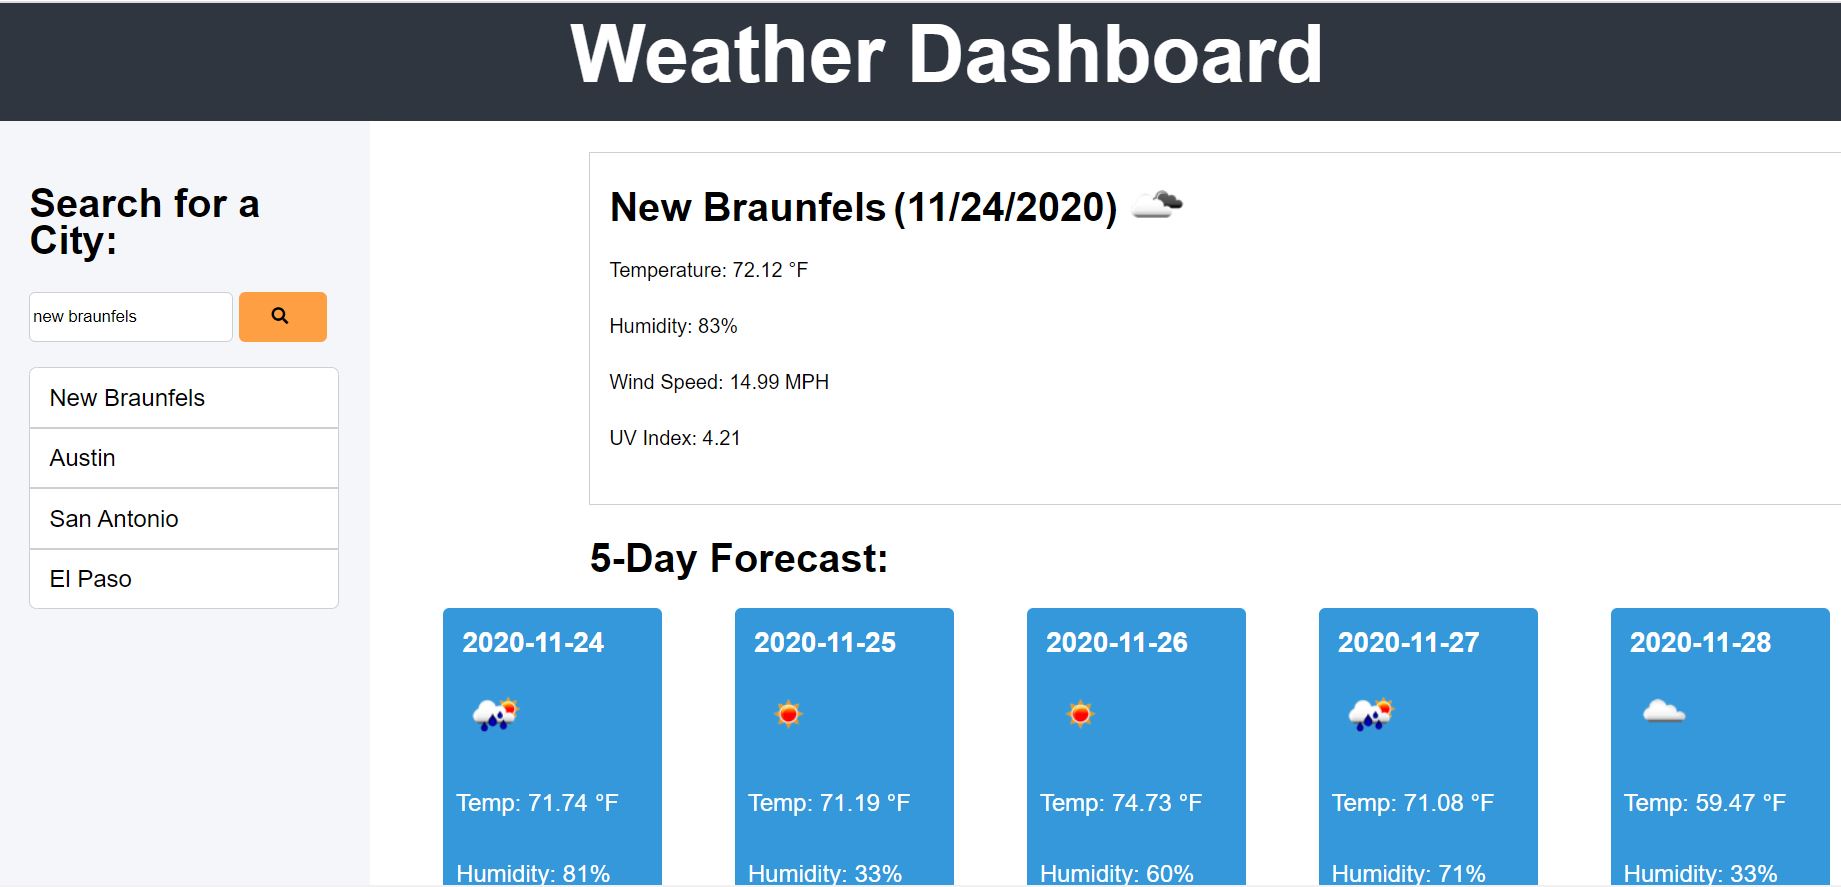 Weather Dashboard
Search for a
City:
new braunfels
New Braunfels
Austin
San Antonio
El Paso
New Braunfels (11/24/2020)
Temperature: 72.12 °F
Humidity: 83%
Wind Speed: 14.99 MPH
UV Index: 4.21
5-Day Forecast:
2020-11-24
Temp: 71.74 °F
Humidity: 81%
2020-11-25
Temp: 71.19 °F
Humidity: 33%
2020-11-26
Temp: 74.73 °F
Humidity: 60%
2020-11-27
Temp: 71.08 °F
Humidity: 71%
2020-11-28
Temp: 59.47 °F
Humidity: 33%